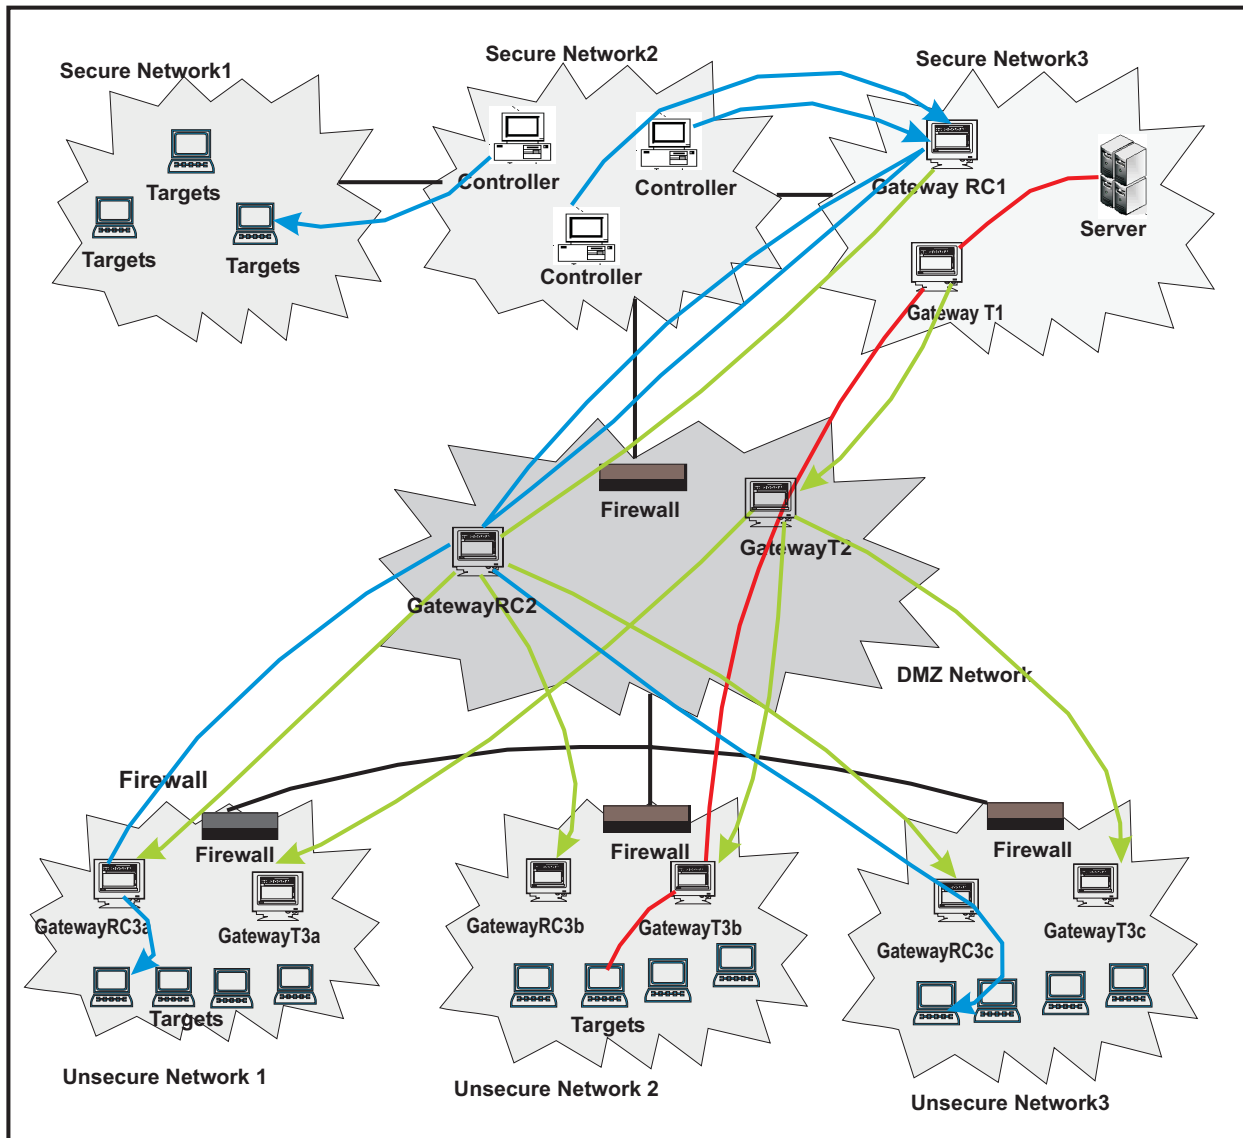 Secure Network1
Secure Network2
Secure Network3
Targets
Targets
Targets
Controller
Controller
Controller
Gateway RC1
Server
Gateway T1
Firewall
GatewayT2
GatewayRC2
DMZ Network
Firewall
Firewall
Firewall
Firewall
GatewayRC3a
GatewayT3a
GatewayRC3b
GatewayT3b
GatewayRC3c
GatewayT3c
Targets
Targets
Unsecure Network 1
Unsecure Network 2
Unsecure Network3